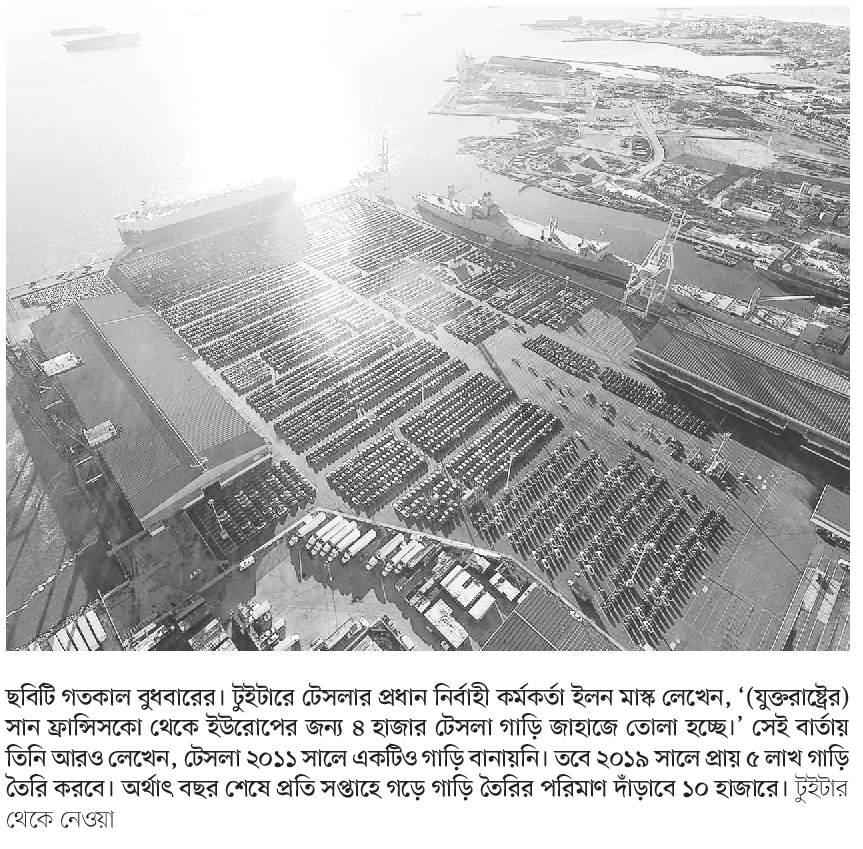 ছবিটি গতকাল বুধবারের। টুইটারে টেসলার প্রধান নির্বাহী কর্মকর্তা ইলন মাস্ক লেখেন, ‘(যুক্তরাষ্ট্রের)
সান ফ্রান্সিসকো থেকে ইউরোপের জন্য ৪ হাজার টেসলা গাড়ি জাহাজে তোলা হচ্ছে।’ সেই বার্তায়
তিনি আরও লেখেন, টেসলা ২০১১ সালে একটিও গাড়ি বানায়নি। তবে ২০১৯ সালে প্রায় ৫ লাখ গাড়ি
তৈরি করবে। অর্থাৎ বছর শেষে প্রতি সপ্তাহে গড়ে গাড়ি তৈরির পরিমাণ দাঁড়াবে ১০ হাজারে। টুইটার
থেকে নেওয়া